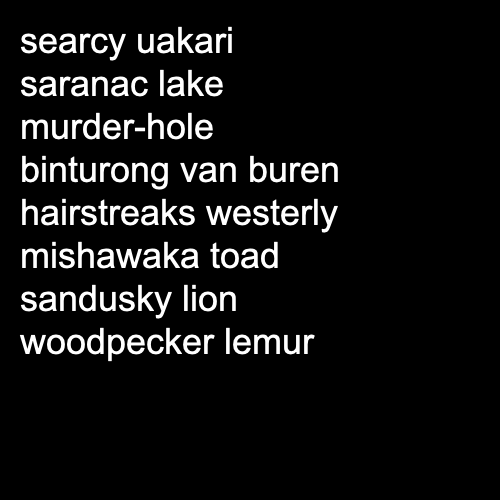 searcy uakari
saranac lake
murder-hole
binturong van buren
hairstreaks westerly
mishawaka toad
sandusky lion
woodpecker lemur